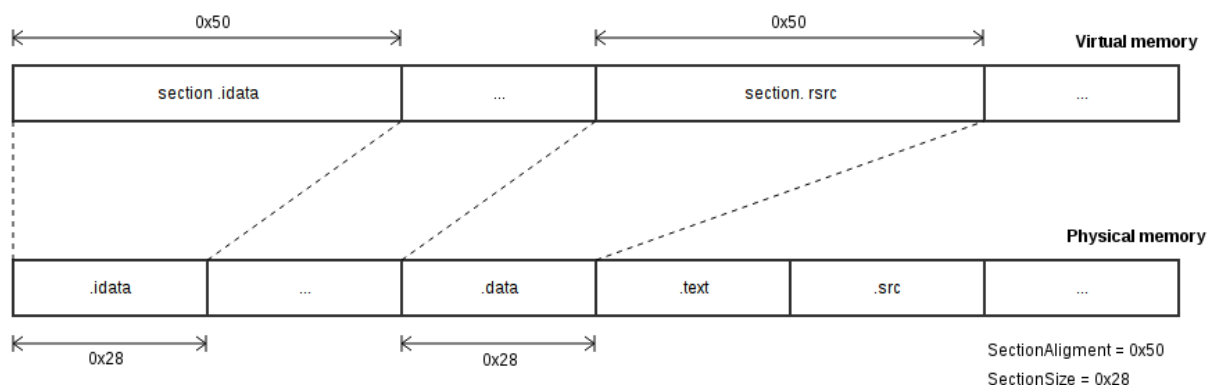 0x50 0x50
Virtual memory
section .idata ... section. rsrc ...
Physical memory
.idata ... .data .text .src ...
0x28 0x28
SectionAligment = 0x50
SectionSize = 0x28